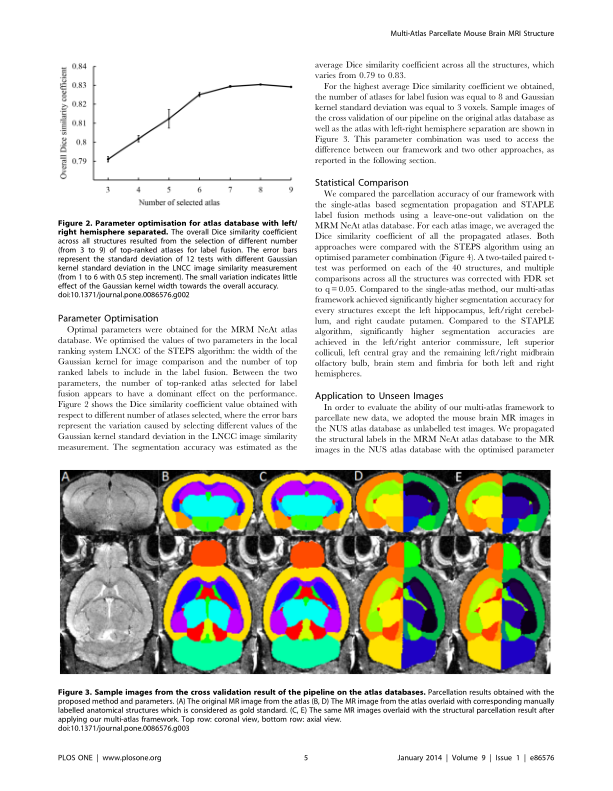 Multi-Atlas Parcellate Mouse Brain MRI Structure
0.84
0.83
0.82
0.81
0.8
0.79
Overall Dice similarity coefficient
3 4 5 6 7 8 9
Number of selected atlas
Figure 2. Parameter optimisation for atlas database with left/
right hemisphere separated. The overall Dice similarity coefficient
across all structures resulted from the selection of different number
(from 3 to 9) of top-ranked atlases for label fusion. The error bars
represent the standard deviation of 12 tests with different Gaussian
kernel standard deviation in the LNCC image similarity measurement
(from 1 to 6 with 0.5 step increment). The small variation indicates little
effect of the Gaussian kernel width towards the overall accuracy.
doi:10.1371/journal.pone.0086576.g002
Parameter Optimisation
Optimal parameters were obtained for the MRM NeAt atlas
database. We optimised the values of two parameters in the local
ranking system LNCC of the STEPS algorithm: the width of the
Gaussian kernel for image comparison and the number of top
ranked labels to include in the label fusion. Between the two
parameters, the number of top-ranked atlas selected for label
fusion appears to have a dominant effect on the performance.
Figure 2 shows the Dice similarity coefficient value obtained with
respect to different number of atlases selected, where the error bars
represent the variation caused by selecting different values of the
Gaussian kernel standard deviation in the LNCC image similarity
measurement. The segmentation accuracy was estimated as the
average Dice similarity coefficient across all the structures, which
varies from 0.79 to 0.83.
For the highest average Dice similarity coefficient we obtained,
the number of atlases for label fusion was equal to 8 and Gaussian
kernel standard deviation was equal to 3 voxels. Sample images of
the cross validation of our pipeline on the original atlas database as
well as the atlas with left-right hemisphere separation are shown in
Figure 3. This parameter combination was used to access the
difference between our framework and two other approaches, as
reported in the following section.
Statistical Comparison
We compared the parcellation accuracy of our framework with
the single-atlas based segmentation propagation and STAPLE
label fusion methods using a leave-one-out validation on the
MRM NeAt atlas database. For each atlas image, we averaged the
Dice similarity coefficient of all the propagated atlases. Both
approaches were compared with the STEPS algorithm using an
optimised parameter combination (Figure 4). A two-tailed paired t-
test was performed on each of the 40 structures, and multiple
comparisons across all the structures was corrected with FDR set
to q = 0.05. Compared to the single-atlas method, our multi-atlas
framework achieved significantly higher segmentation accuracy for
every structures except the left hippocampus, left/right cerebel-
lum, and right caudate putamen. Compared to the STAPLE
algorithm, significantly higher segmentation accuracies are
achieved in the left/right anterior commissure, left superior
colliculi, left central gray and the remaining left/right midbrain
olfactory bulb, brain stem and fimbria for both left and right
hemispheres.
Application to Unseen Images
In order to evaluate the ability of our multi-atlas framework to
parcellate new data, we adopted the mouse brain MR images in
the NUS atlas database as unlabelled test images. We propagated
the structural labels in the MRM NeAt atlas database to the MR
images in the NUS atlas database with the optimised parameter
A B C D E
Figure 3. Sample images from the cross validation result of the pipeline on the atlas databases. Parcellation results obtained with the
proposed method and parameters. (A) The original MR image from the atlas (B, D) The MR image from the atlas overlaid with corresponding manually
labelled anatomical structures which is considered as gold standard. (C, E) The same MR images overlaid with the structural parcellation result after
applying our multi-atlas framework. Top row: coronal view, bottom row: axial view.
doi:10.1371/journal.pone.0086576.g003
PLOS ONE | www.plosone.org
5
January 2014 | Volume 9 | Issue 1 | e86576